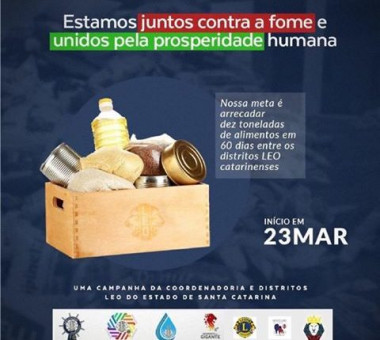 Estamos juntos contra a fome e
unidos pela prosperidade humana
Nossa meta é
arrecadar
dez toneladas
de alimentos em
60 dias entre os
distritos LEO
catarinenses
INÍCIO EM
23MAR
UMA CAMPANHA DA COORDENADORIA E DISTRITOS
LEO DO ESTADO DE SANTA CATARINA
GIGANTE